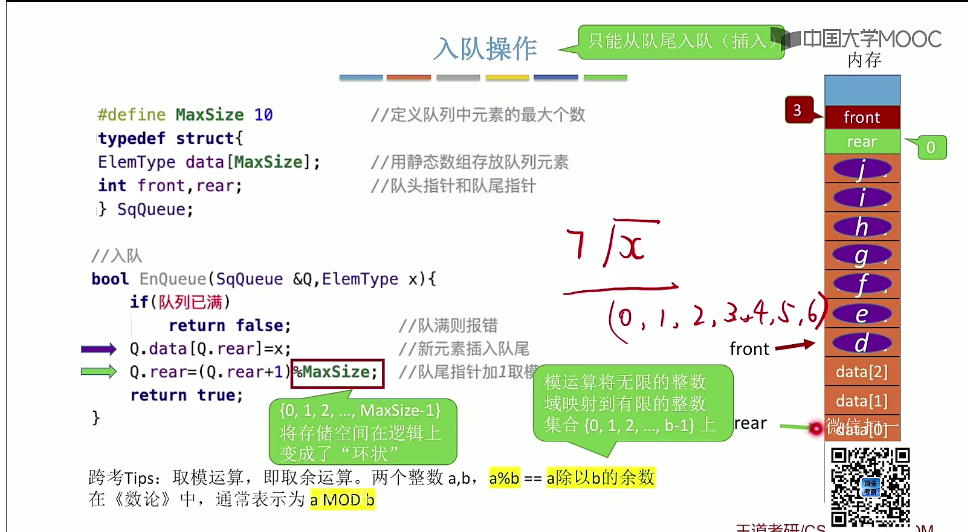 入队操作
只能从队尾入队（插入）
中国大学MOOC
内存
#define MaxSize 10 //定义队列中元素的最大个数
typedef struct{
ElemType data[MaxSize]; //用静态数组存放队列元素
int front,rear; //队头指针和队尾指针
} SqQueue;
//入队
bool EnQueue(SqQueue &Q,ElemType x){
if(队列已满)
return false; //队满则报错
Q.data[Q.rear]=x; //新元素插入队尾
Q.rear=(Q.rear+1)%MaxSize; //队尾指针加1取模
return true;
}
{0, 1, 2, …, MaxSize-1}
将存储空间在逻辑上
变成了“环状”
7 x
(0, 1, 2, 3, 4, 5, 6)
模运算将无限的整数
域映射到有限的整数
集合 {0, 1, 2, …, b-1} 上
3
front
rear
0
j
i
h
g
f
e
front
d
data[2]
data[1]
rear
data[0]
微信扫一
跨考Tips：取模运算，即取余运算。两个整数 a,b，a%b == a除以b的余数
在《数论》中，通常表示为 a MOD b
王道考研/CS
OM